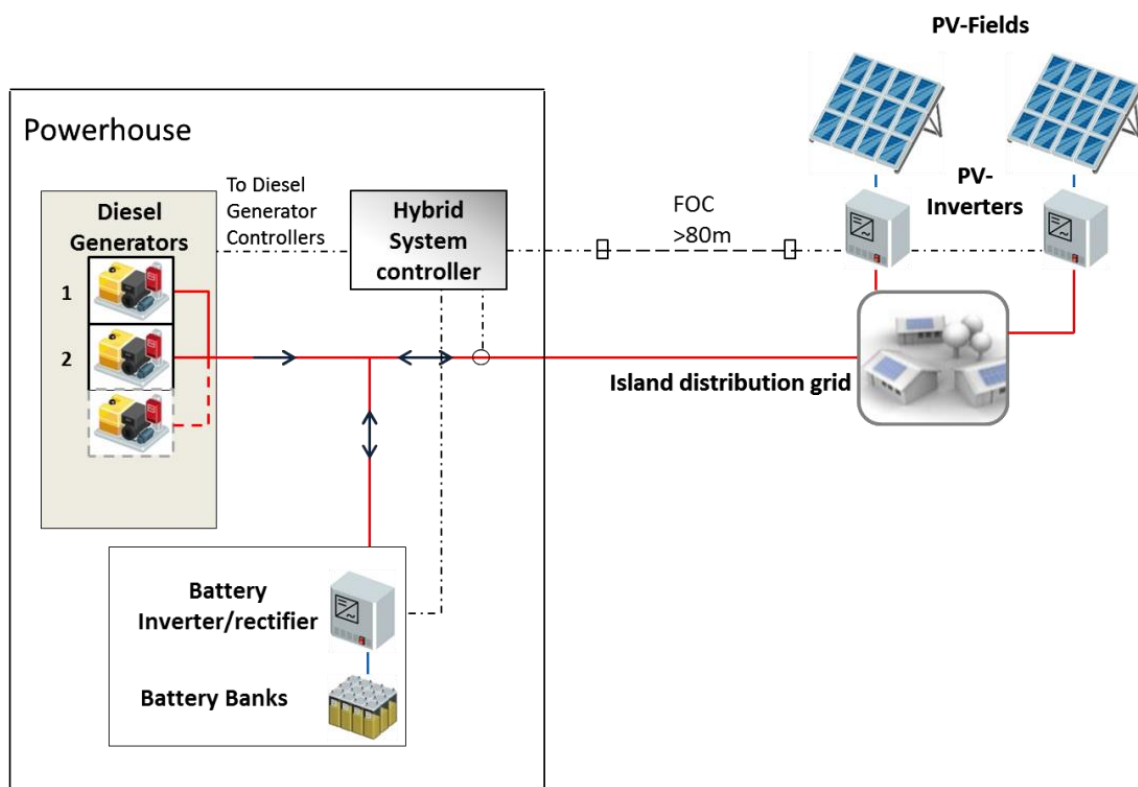 PV-Fields
Powerhouse
To Diesel
Generator
Controllers
Diesel
Generators
1
2
Hybrid
System
controller
FOC
>80m
PV-
Inverters
Island distribution grid
Battery
Inverter/rectifier
Battery Banks